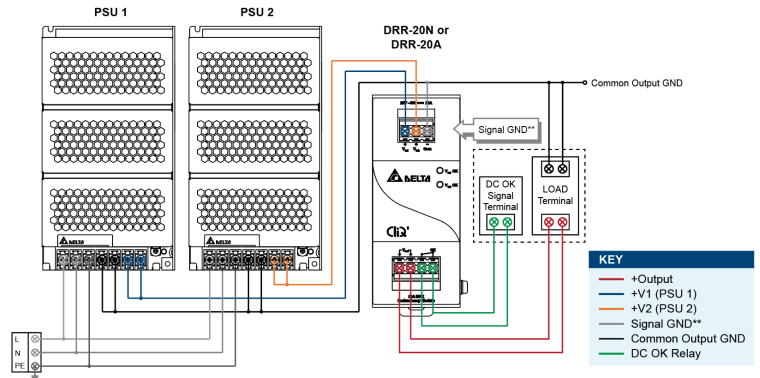 PSU 1
PSU 2
DRR-20N or
DRR-20A
Common Output GND
Signal GND**
DELTA
DC OK
Signal
Terminal
LOAD
Terminal
CliQ
DELTA
DELTA
KEY
+Output
+V1 (PSU 1)
+V2 (PSU 2)
Signal GND**
Common Output GND
DC OK Relay
L
N
PE